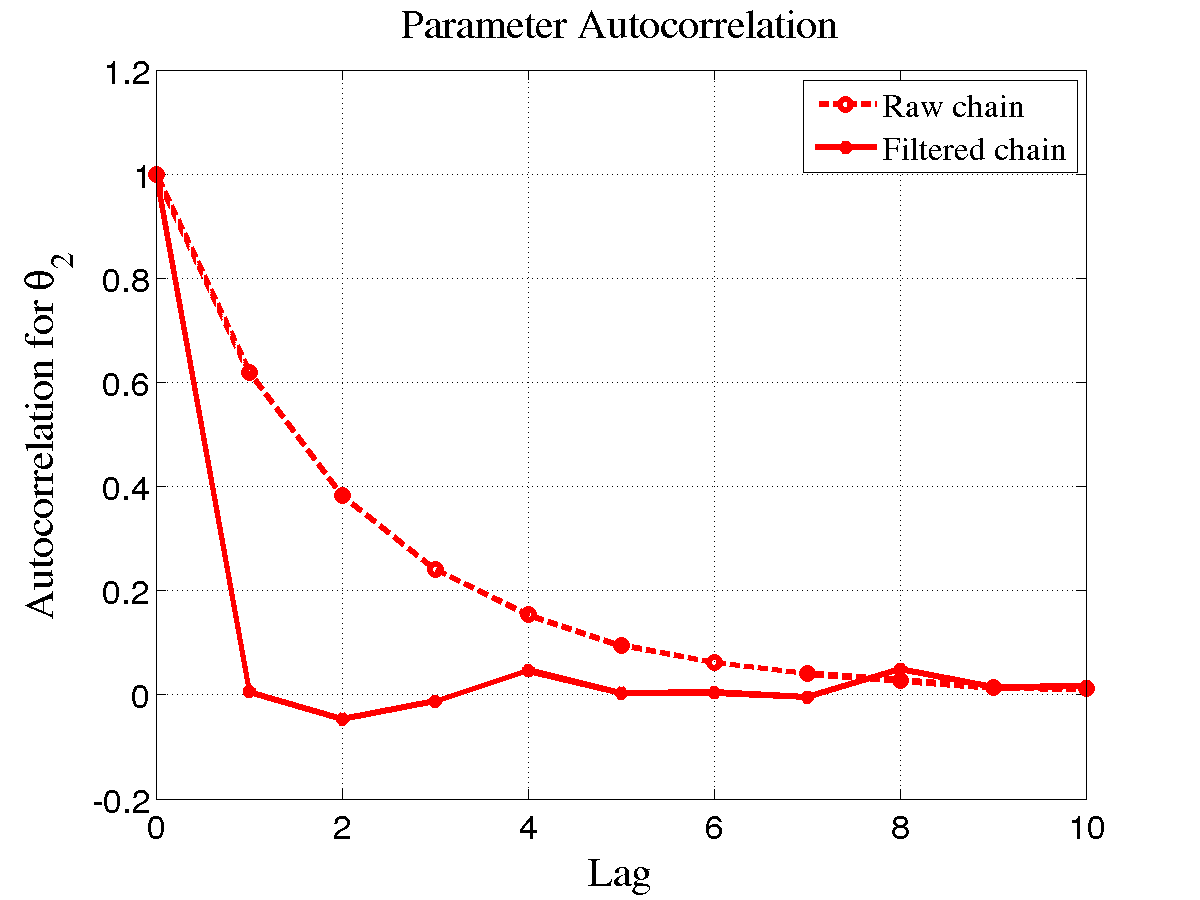 Parameter Autocorrelation
Raw chain
Filtered chain
1.2
1
0.8
0.6
0.4
0.2
0
-0.2
Autocorrelation for θ₂
0 2 4 6 8 10
Lag